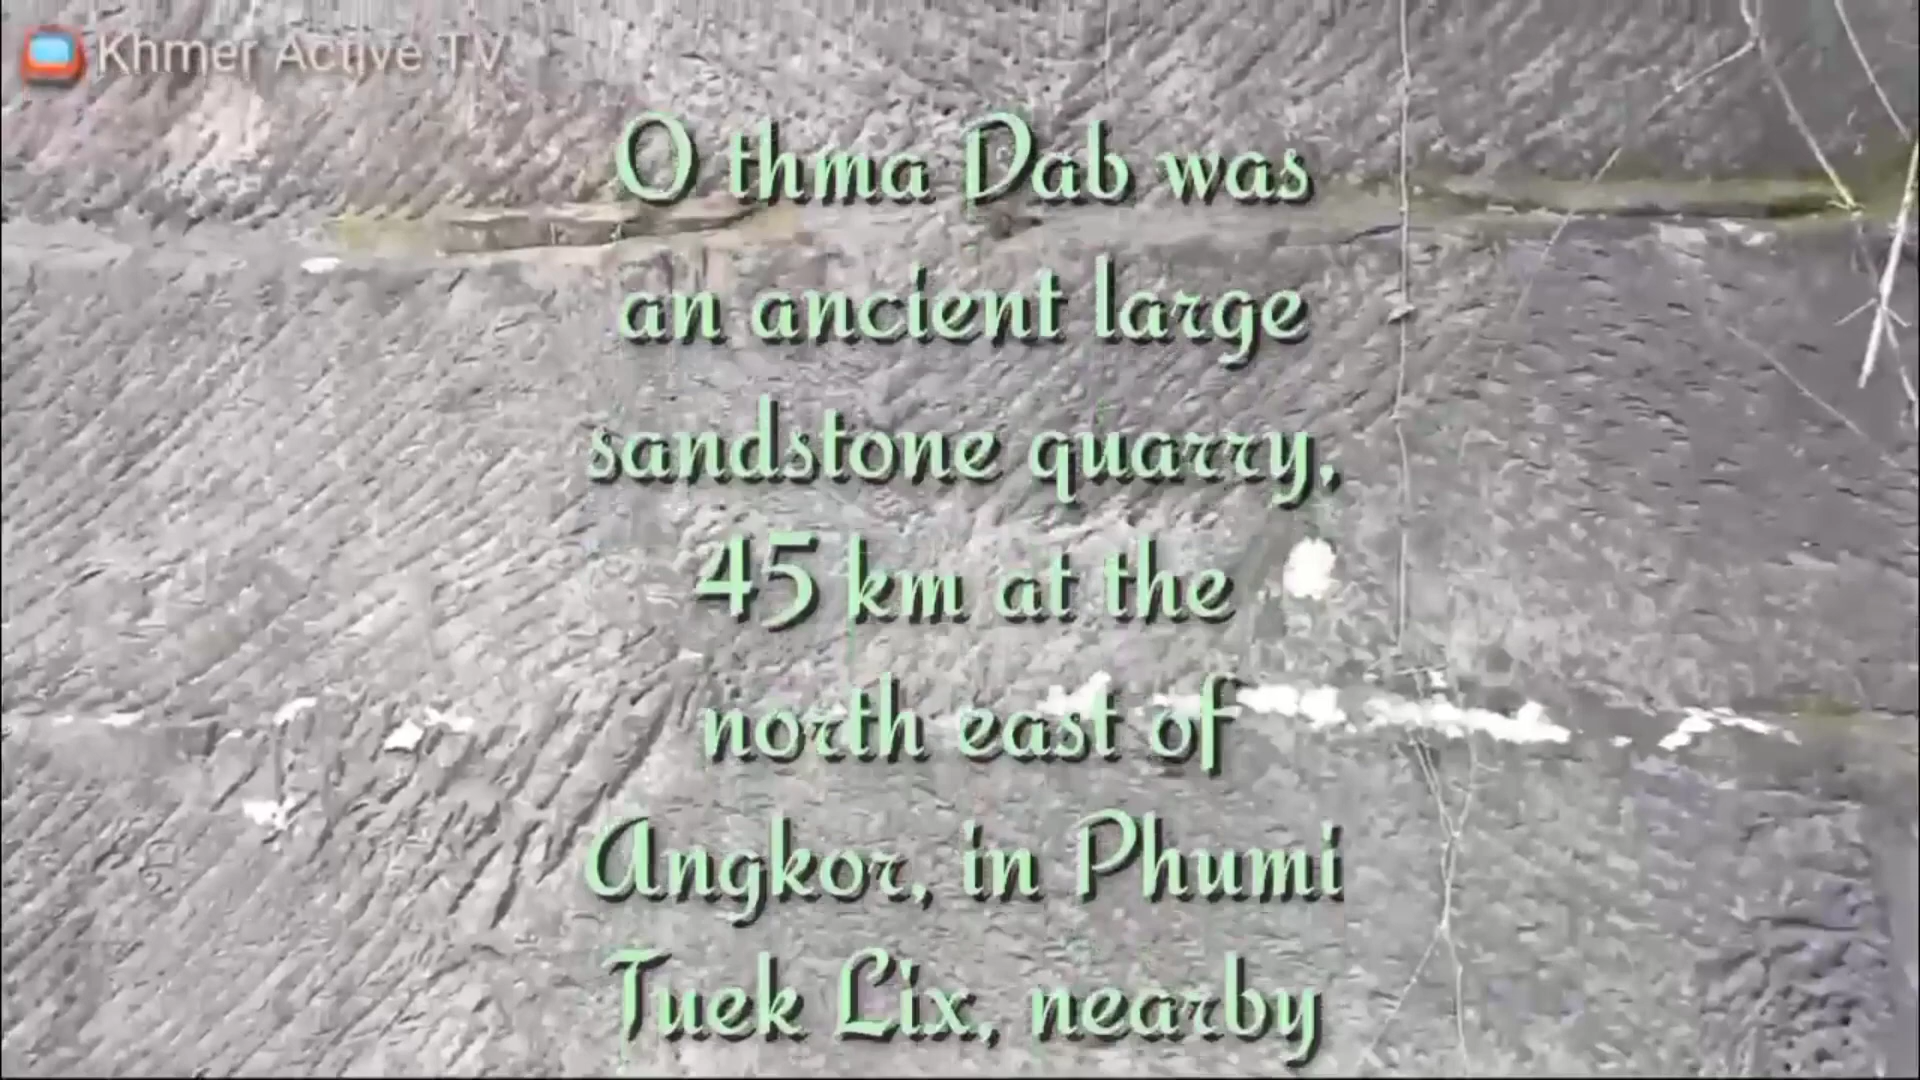 Khmer Active TV
O thma Dab was
an ancient large
sandstone quarry,
45 km at the
north east of
Angkor, in Phumi
Tuek Lix, nearby